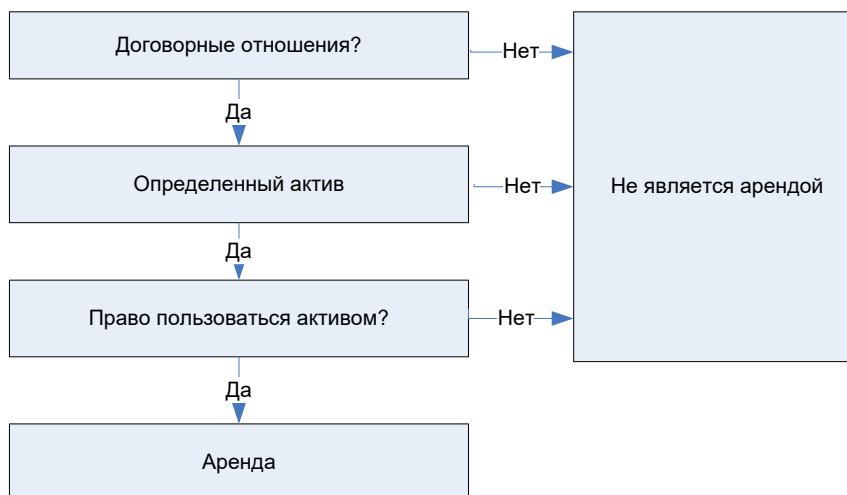 Договорные отношения?
Нет
Да
Определенный актив
Нет
Не является арендой
Да
Право пользоваться активом?
Нет
Да
Аренда